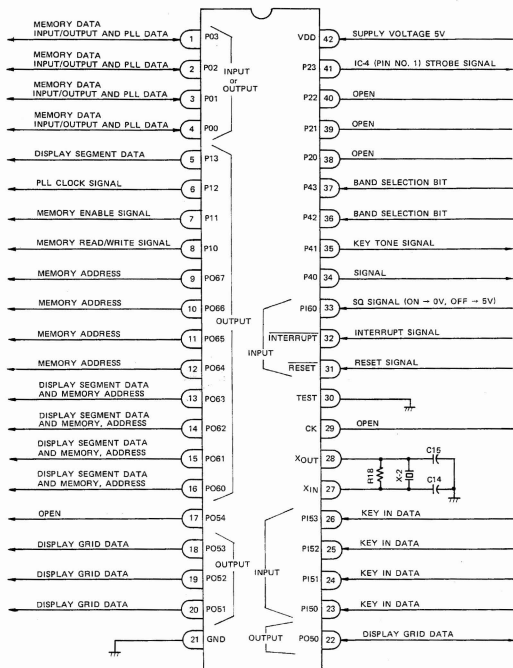 MEMORY DATA
INPUT/OUTPUT AND PLL DATA
1
P03
MEMORY DATA
INPUT/OUTPUT AND PLL DATA
2
P02
MEMORY DATA
INPUT/OUTPUT AND PLL DATA
3
P01
MEMORY DATA
INPUT/OUTPUT AND PLL DATA
4
P00
INPUT
or
OUTPUT
DISPLAY SEGMENT DATA
5
P13
PLL CLOCK SIGNAL
6
P12
MEMORY ENABLE SIGNAL
7
P11
MEMORY READ/WRITE SIGNAL
8
P10
MEMORY ADDRESS
9
PO67
MEMORY ADDRESS
10
PO66
MEMORY ADDRESS
11
PO65
MEMORY ADDRESS
12
PO64
DISPLAY SEGMENT DATA
AND MEMORY ADDRESS
13
PO63
DISPLAY SEGMENT DATA
AND MEMORY, ADDRESS
14
PO62
DISPLAY SEGMENT DATA
AND MEMORY, ADDRESS
15
PO61
DISPLAY SEGMENT DATA
AND MEMORY, ADDRESS
16
PO60
OUTPUT
OPEN
17
PO54
DISPLAY GRID DATA
18
PO53
DISPLAY GRID DATA
19
PO52
DISPLAY GRID DATA
20
PO51
OUTPUT
21
GND
VDD
42
SUPPLY VOLTAGE 5V
P23
41
IC-4 (PIN NO. 1) STROBE SIGNAL
P22
40
OPEN
P21
39
OPEN
P20
38
OPEN
P43
37
BAND SELECTION BIT
P42
36
BAND SELECTION BIT
P41
35
KEY TONE SIGNAL
P40
34
SIGNAL
PI60
33
SQ SIGNAL (ON → 0V, OFF → 5V)
INTERRUPT
32
INTERRUPT SIGNAL
INPUT
RESET
31
RESET SIGNAL
TEST
30
CK
29
OPEN
XOUT
28
C15
R18
X-2
XIN
27
C14
PI53
26
KEY IN DATA
PI52
25
KEY IN DATA
INPUT
PI51
24
KEY IN DATA
PI50
23
KEY IN DATA
OUTPUT
PO50
22
DISPLAY GRID DATA